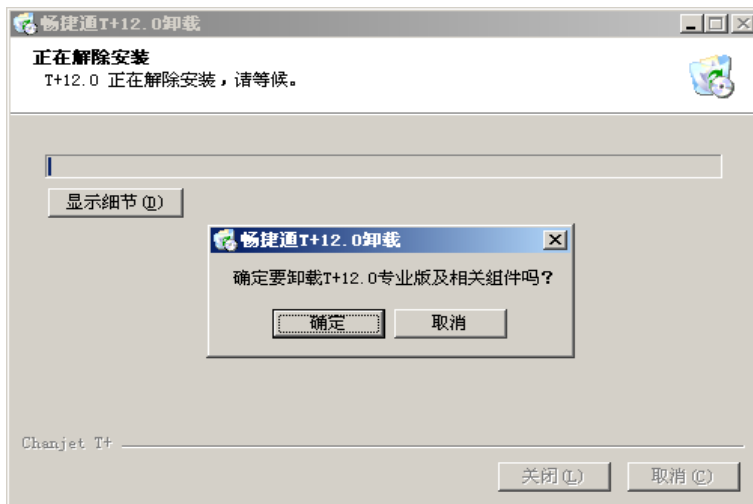 畅捷通T+12.0卸载
正在解除安装
T+12.0 正在解除安装，请等候。
显示细节(D)
畅捷通T+12.0卸载
确定要卸载T+12.0专业版及相关组件吗？
确定
取消
Chanjet T+
关闭(L)
取消(C)